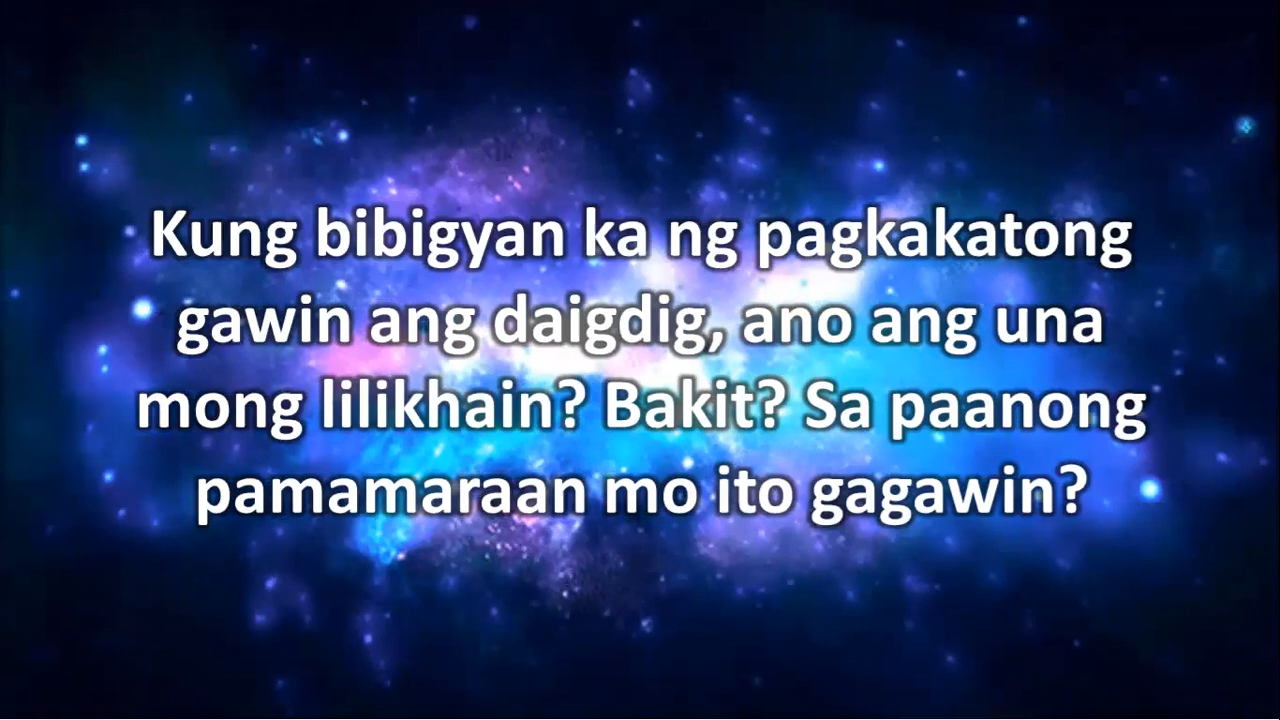 Kung bibigyan ka ng pagkakatong
gawin ang daigdig, ano ang una
mong lilikhain? Bakit? Sa paanong
pamamaraan mo ito gagawin?